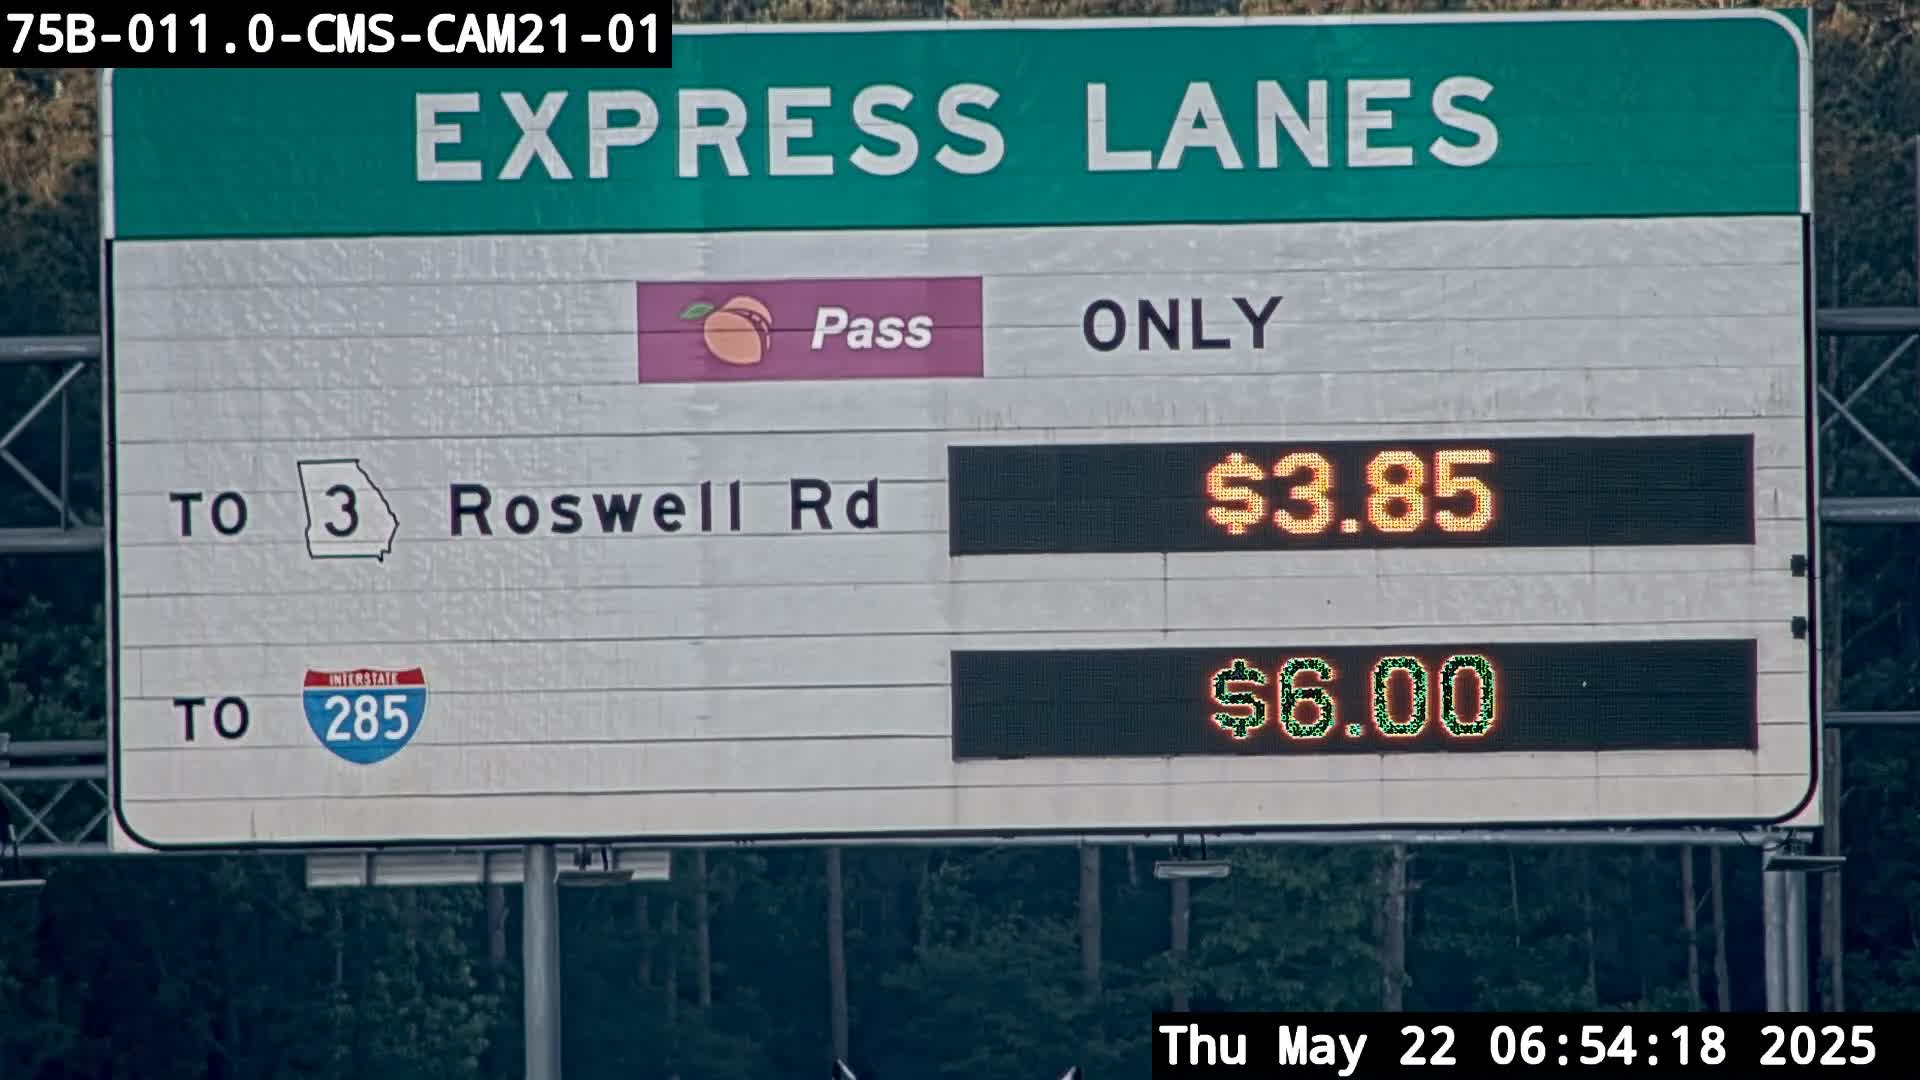 75B-011.0-CMS-CAM21-01
EXPRESS LANES
Pass ONLY
TO 3 Roswell Rd $3.85
TO INTERSTATE 285 $6.00
Thu May 22 06:54:18 2025